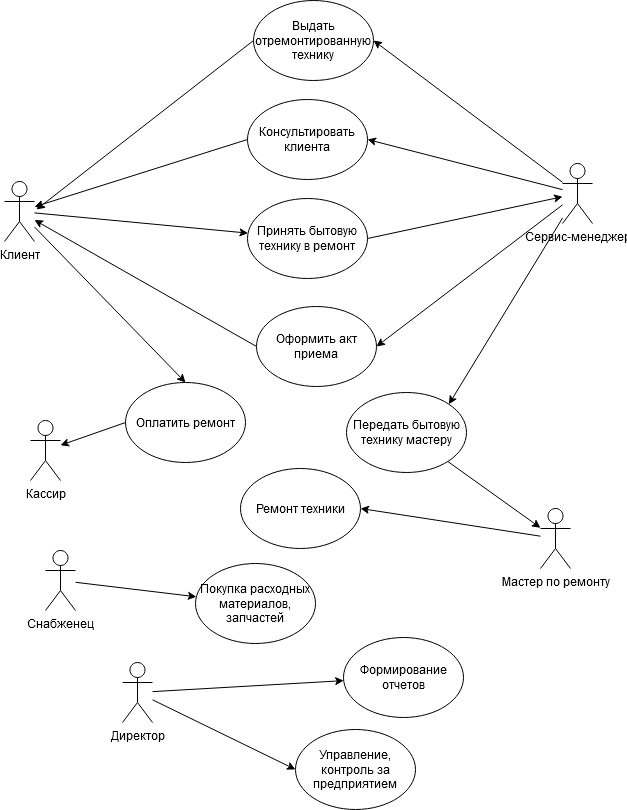 Выдать
отремонтированную
технику
Консультировать
клиента
Клиент
Сервис-менеджер
Принять бытовую
технику в ремонт
Оформить акт
приема
Оплатить ремонт
Передать бытовую
технику мастеру
Кассир
Ремонт техники
Мастер по ремонту
Снабженец
Покупка расходных
материалов,
запчастей
Формирование
отчетов
Директор
Управление,
контроль за
предприятием